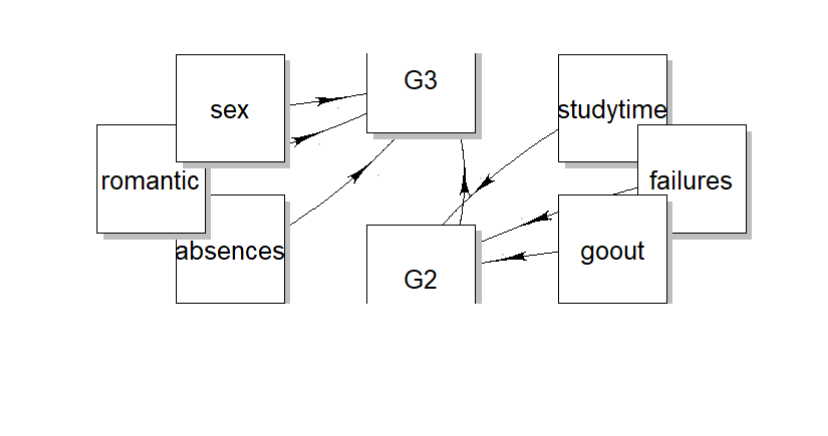 G3
sex
studytime
romantic
failures
absences
goout
G2